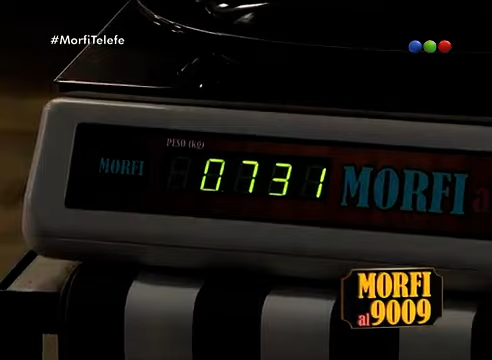 #MorfiTelefe
PESO (Kg)
MORFI
0731
MORFI a
MORFI
al 9009